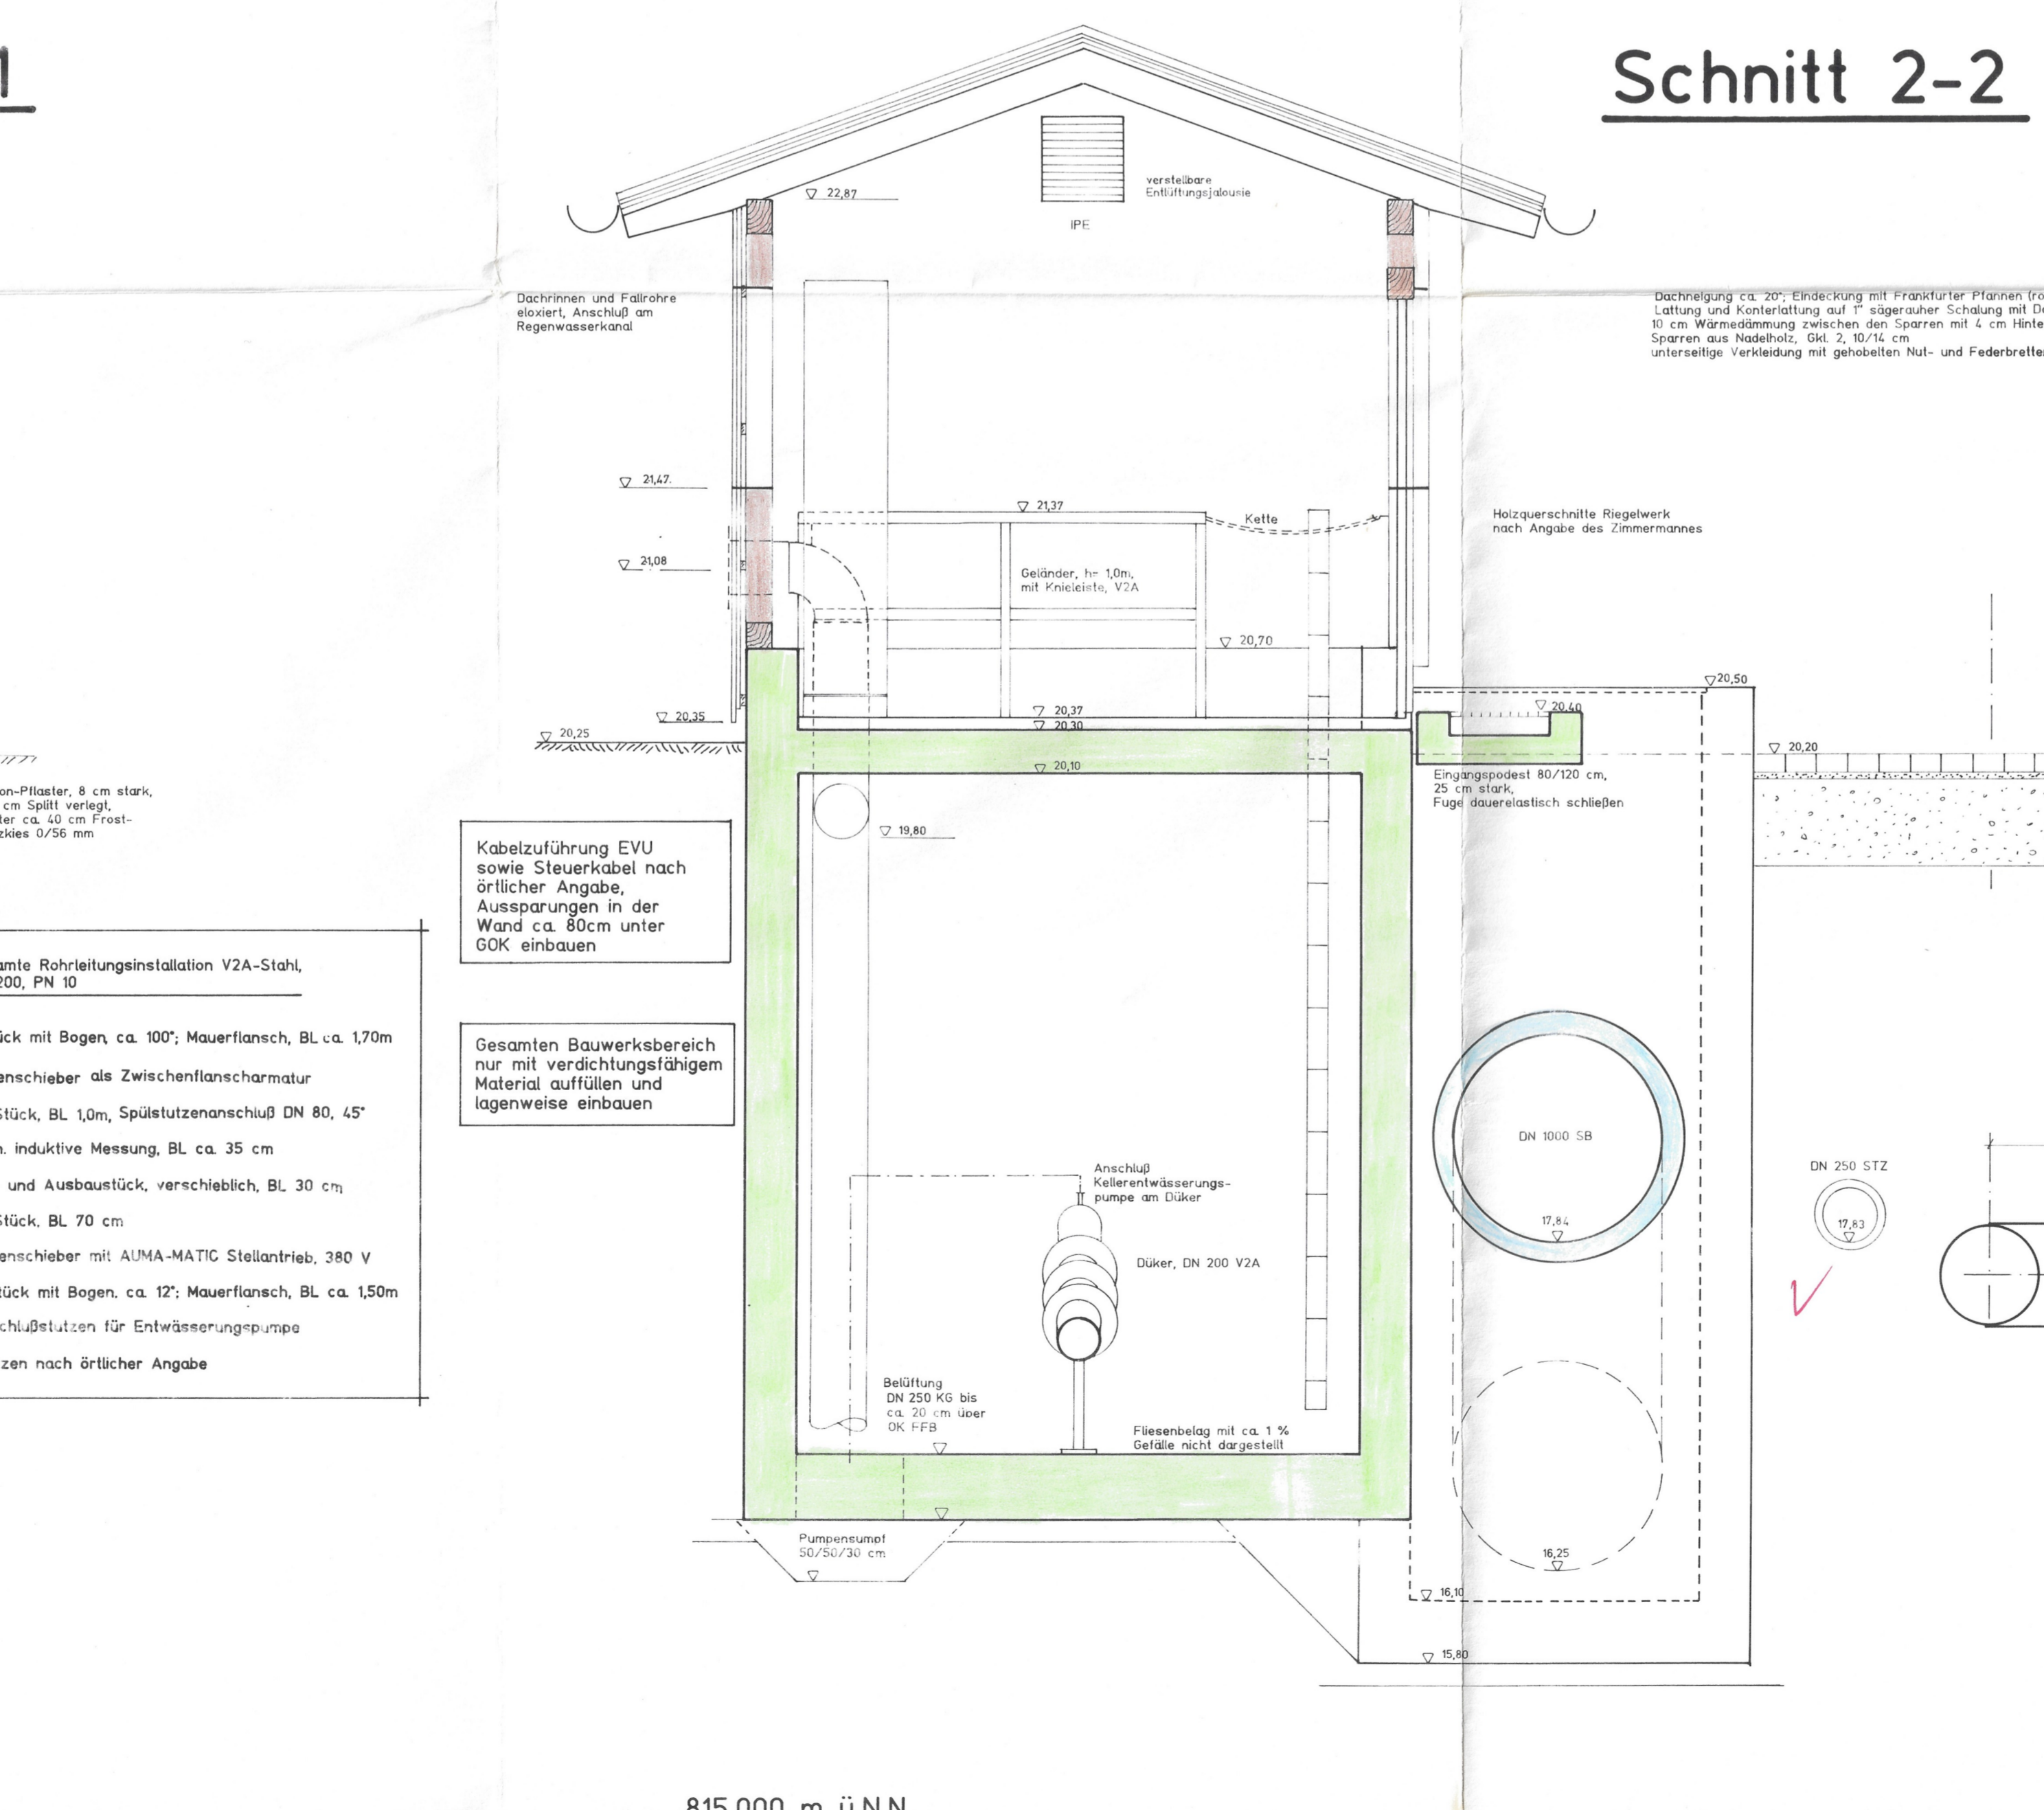 1
Schnitt 2-2
verstellbare
Entlüftungsjalousie
22,87
IPE
Dachrinnen und Fallrohre
eloxiert, Anschluß am
Regenwasserkanal
Dachneigung ca. 20°; Eindeckung mit Frankfurter Pfannen (ro
Lattung und Konterlattung auf 1" sägerauher Schalung mit D
10 cm Wärmedämmung zwischen den Sparren mit 4 cm Hinte
Sparren aus Nadelholz, Gkl. 2, 10/14 cm
unterseitige Verkleidung mit gehobelten Nut- und Federbrette
21,47
21,37
Kette
Holzquerschnitte Riegelwerk
nach Angabe des Zimmermannes
21,08
Geländer, h= 1,0m,
mit Knieleiste, V2A
20,70
20,50
20,35
20,37
20,30
20,40
20,25
20,20
20,10
Eingangspodest 80/120 cm,
25 cm stark,
Fuge dauerelastisch schließen
on-Pflaster, 8 cm stark,
cm Splitt verlegt,
ter ca. 40 cm Frost-
zkies 0/56 mm
19,80
Kabelzuführung EVU
sowie Steuerkabel nach
örtlicher Angabe,
Aussparungen in der
Wand ca. 80cm unter
GOK einbauen
amte Rohrleitungsinstallation V2A-Stahl,
200, PN 10
ück mit Bogen, ca. 100°; Mauerflansch, BL ca. 1,70m
enschieber als Zwischenflanscharmatur
Stück, BL 1,0m, Spülstutzenanschluß DN 80, 45°
. induktive Messung, BL ca. 35 cm
und Ausbaustück, verschieblich, BL 30 cm
Stück, BL 70 cm
enschieber mit AUMA-MATIC Stellantrieb, 380 V
tück mit Bogen. ca. 12°; Mauerflansch, BL ca. 1,50m
chlußstutzen für Entwässerungspumpe
zen nach örtlicher Angabe
Gesamten Bauwerksbereich
nur mit verdichtungsfähigem
Material auffüllen und
lagenweise einbauen
DN 1000 SB
Anschluß
Kellerentwässerungs-
pumpe am Düker
DN 250 STZ
17,84
17,83
Düker, DN 200 V2A
Belüftung
DN 250 KG bis
ca. 20 cm über
OK FFB
Fliesenbelag mit ca. 1 %
Gefälle nicht dargestellt
Pumpensumpf
50/50/30 cm
16,25
16,10
15,80
815,000 m ü.N.N.